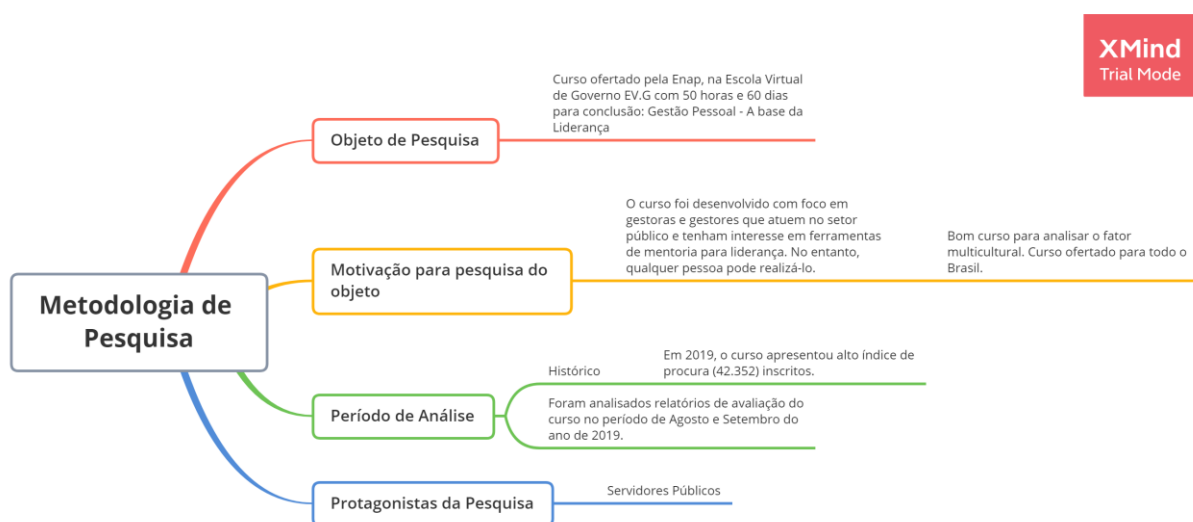 XMind
Trial Mode
Curso ofertado pela Enap, na Escola Virtual
de Governo EV.G com 50 horas e 60 dias
para conclusão: Gestão Pessoal - A base da
Liderança
Objeto de Pesquisa
O curso foi desenvolvido com foco em
gestoras e gestores que atuem no setor
público e tenham interesse em ferramentas
de mentoria para liderança. No entanto,
qualquer pessoa pode realizá-lo.
Bom curso para analisar o fator
multicultural. Curso ofertado para todo o
Brasil.
Motivação para pesquisa do
objeto
Metodologia de
Pesquisa
Histórico
Em 2019, o curso apresentou alto índice de
procura (42.352) inscritos.
Período de Análise
Foram analisados relatórios de avaliação do
curso no período de Agosto e Setembro do
ano de 2019.
Protagonistas da Pesquisa
Servidores Públicos